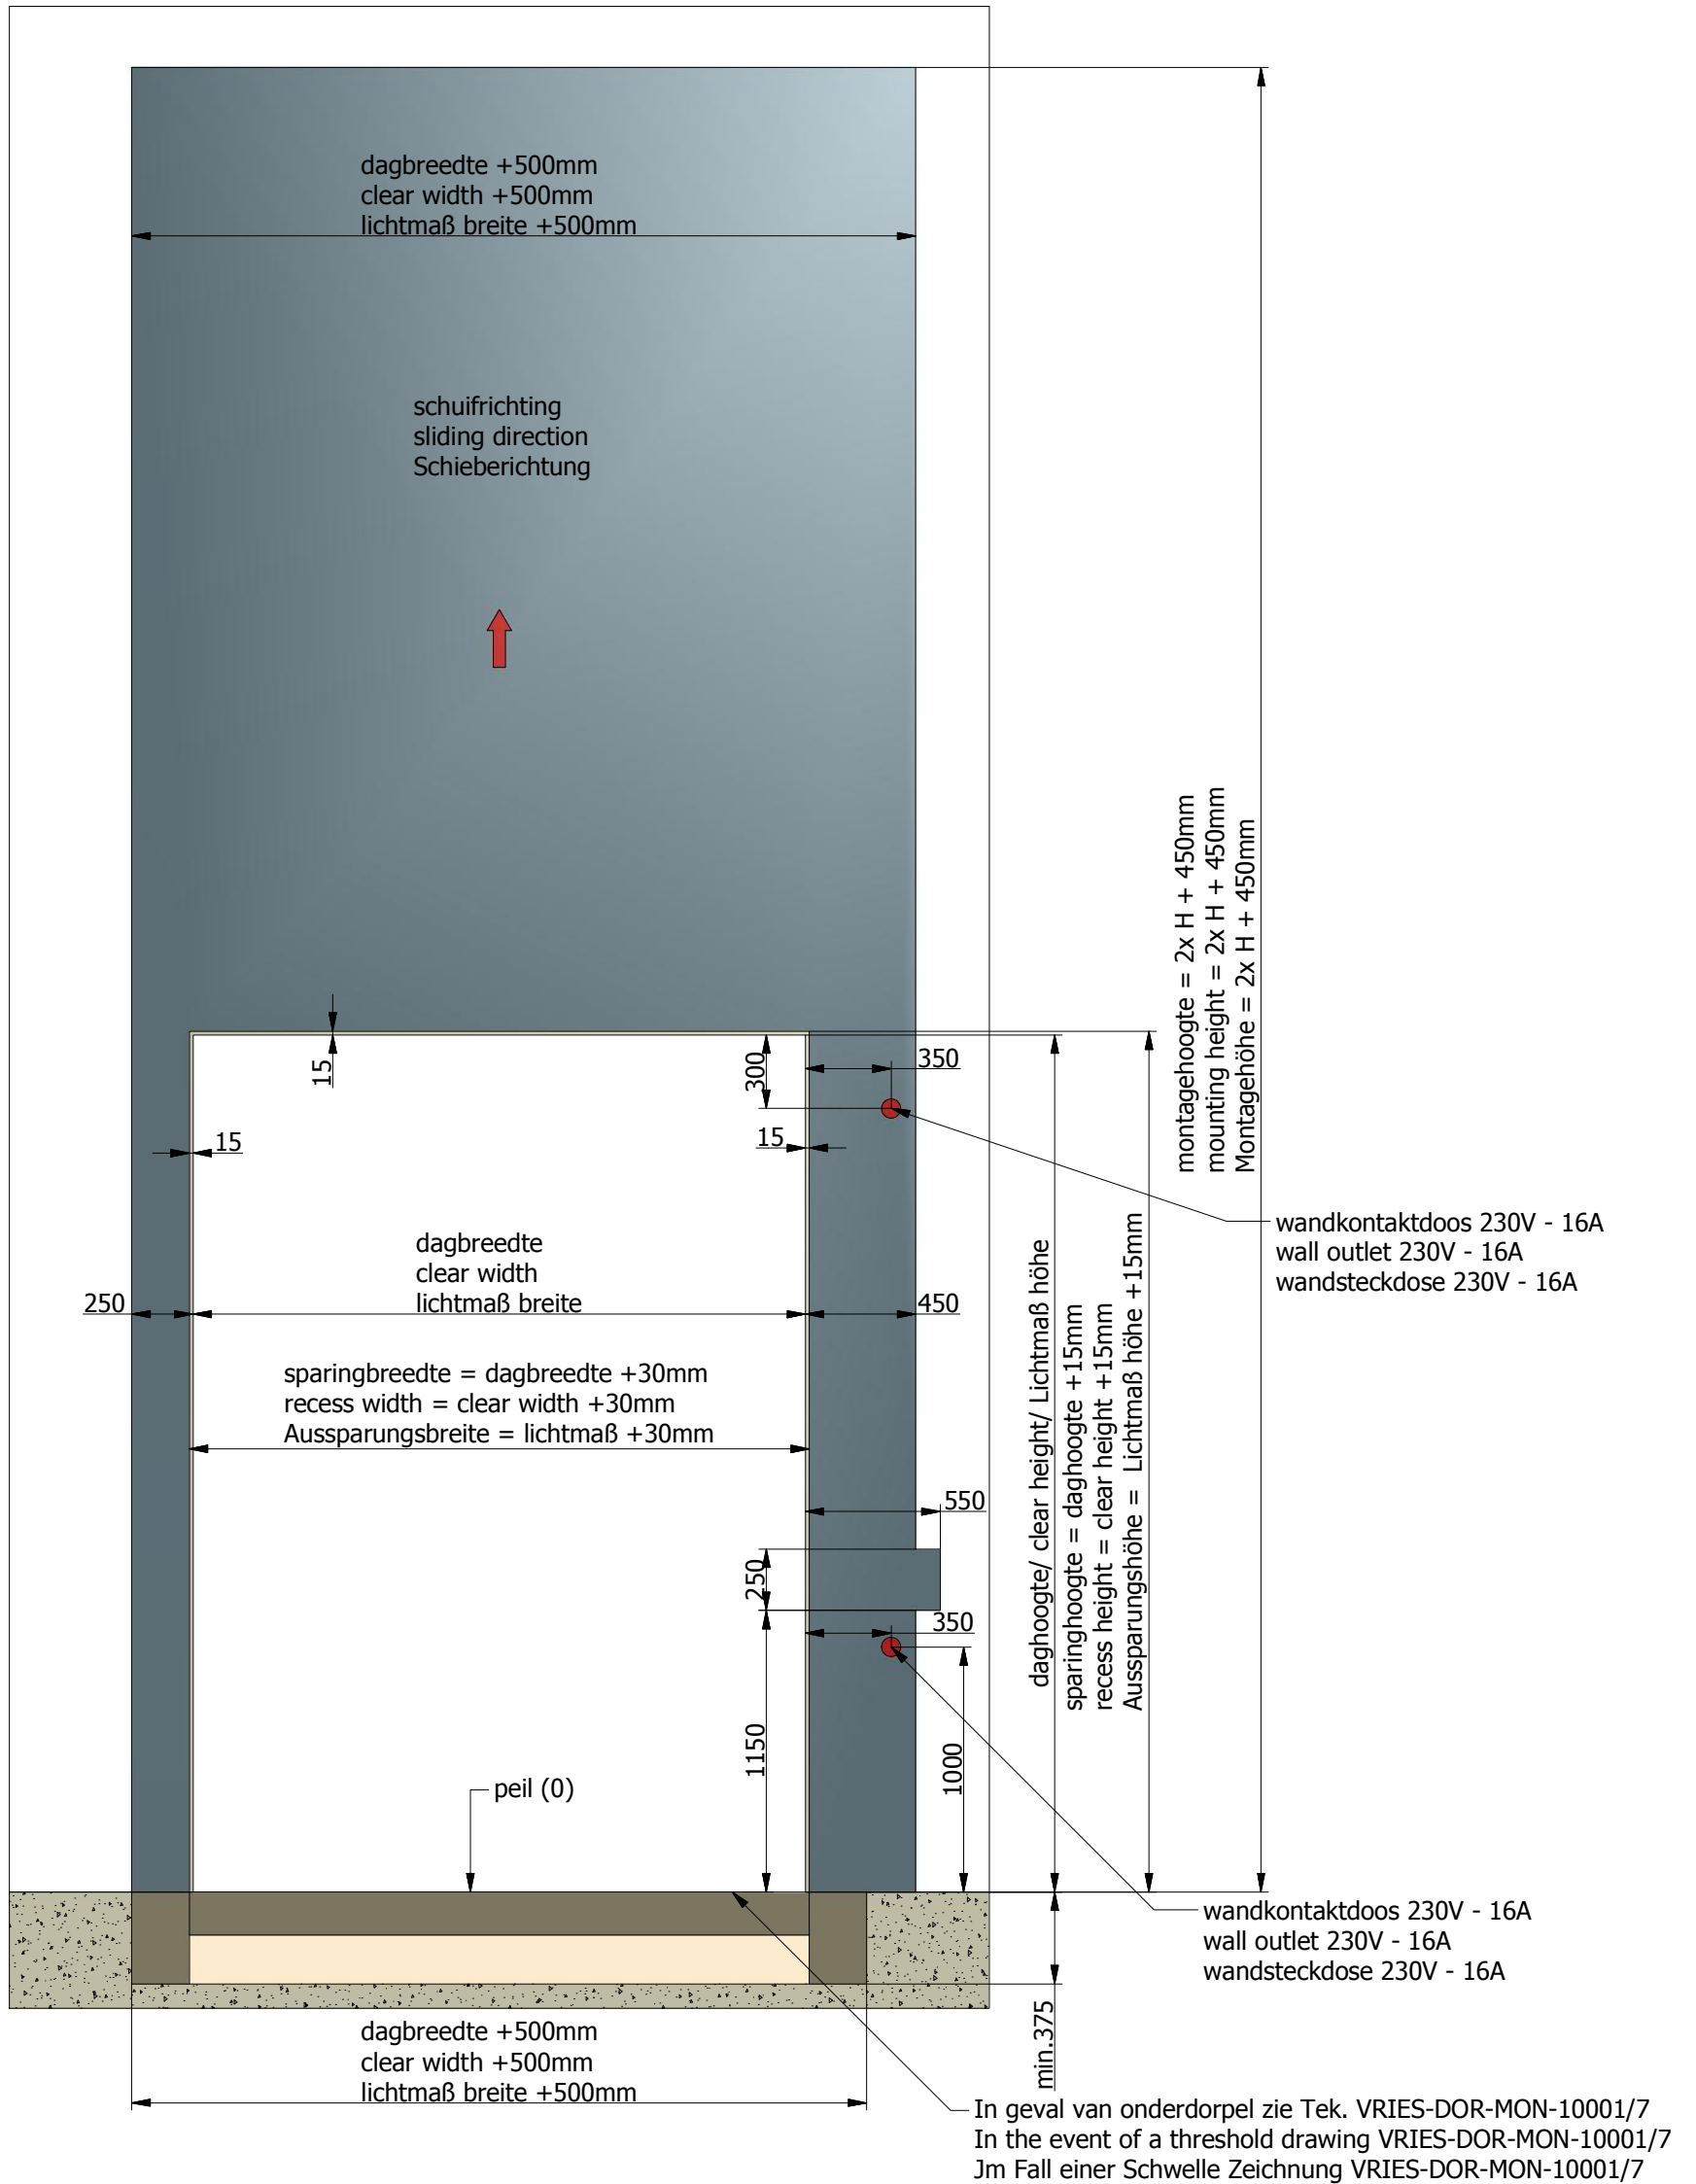 dagbreedte +500mm
clear width +500mm
lichtmaß breite +500mm
schuifrichting
sliding direction
Schieberichtung
montagehoogte = 2x H + 450mm
mounting height = 2x H + 450mm
Montagehöhe = 2x H + 450mm
15
300
350
15
15
wandkontaktdoos 230V - 16A
wall outlet 230V - 16A
wandsteckdose 230V - 16A
dagbreedte
clear width
lichtmaß breite
250
450
daghoogte/ clear height/ Lichtmaß höhe
sparinghoogte = daghoogte +15mm
recess height = clear height +15mm
Aussparungshöhe = Lichtmaß höhe +15mm
sparingbreedte = dagbreedte +30mm
recess width = clear width +30mm
Aussparungsbreite = lichtmaß +30mm
550
250
350
1150
1000
peil (0)
wandkontaktdoos 230V - 16A
wall outlet 230V - 16A
wandsteckdose 230V - 16A
min.375
dagbreedte +500mm
clear width +500mm
lichtmaß breite +500mm
In geval van onderdorpel zie Tek. VRIES-DOR-MON-10001/7
In the event of a threshold drawing VRIES-DOR-MON-10001/7
Jm Fall einer Schwelle Zeichnung VRIES-DOR-MON-10001/7